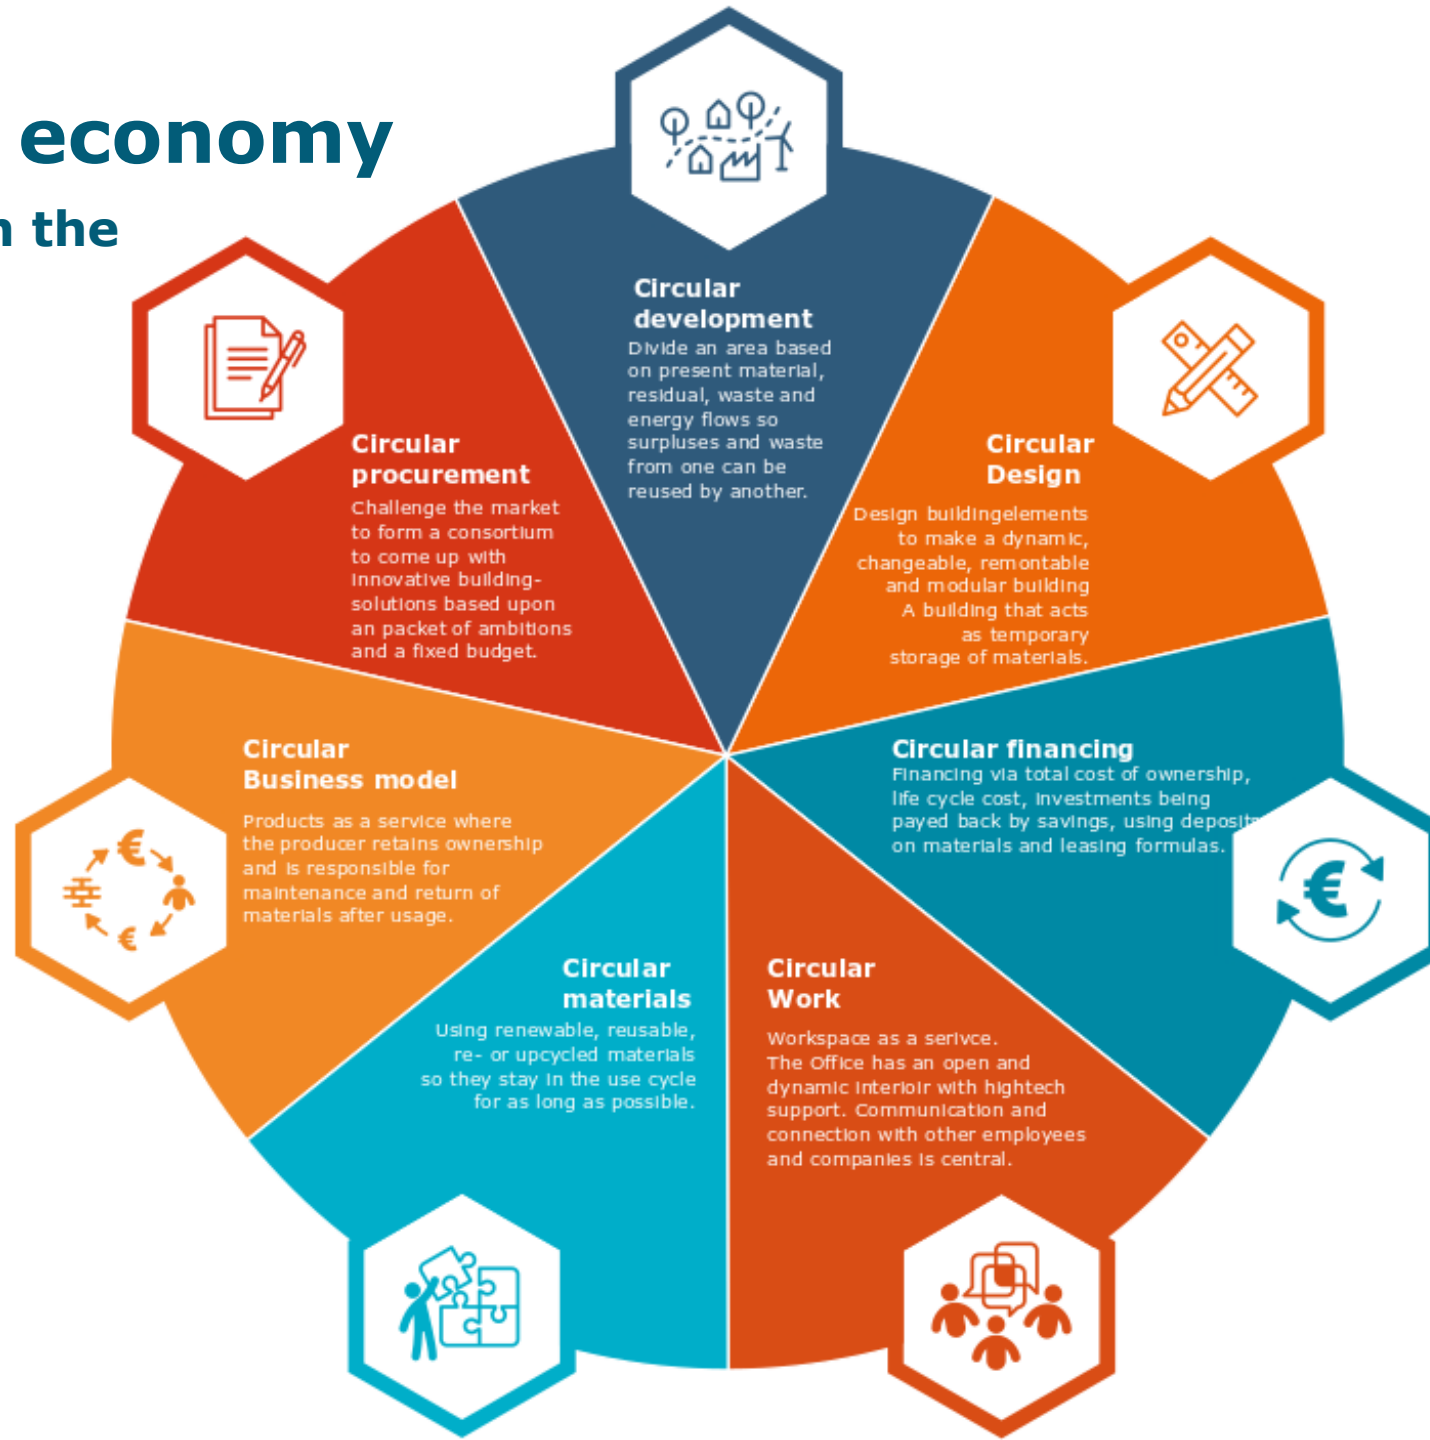 economy
n the
Circular
development
Divide an area based
on present material,
residual, waste and
energy flows so
surpluses and waste
from one can be
reused by another.
Circular
Design
Design buildingelements
to make a dynamic,
changeable, remontable
and modular building
A building that acts
as temporary
storage of materials.
Circular financing
Financing via total cost of ownership,
life cycle cost, investments being
payed back by savings, using deposits
on materials and leasing formulas.
Circular
Work
Workspace as a serivce.
The Office has an open and
dynamic interioir with hightech
support. Communication and
connection with other employees
and companies is central.
Circular
materials
Using renewable, reusable,
re- or upcycled materials
so they stay in the use cycle
for as long as possible.
Circular
Business model
Products as a service where
the producer retains ownership
and is responsible for
maintenance and return of
materials after usage.
Circular
procurement
Challenge the market
to form a consortium
to come up with
innovative building-
solutions based upon
an packet of ambitions
and a fixed budget.
€
€
€